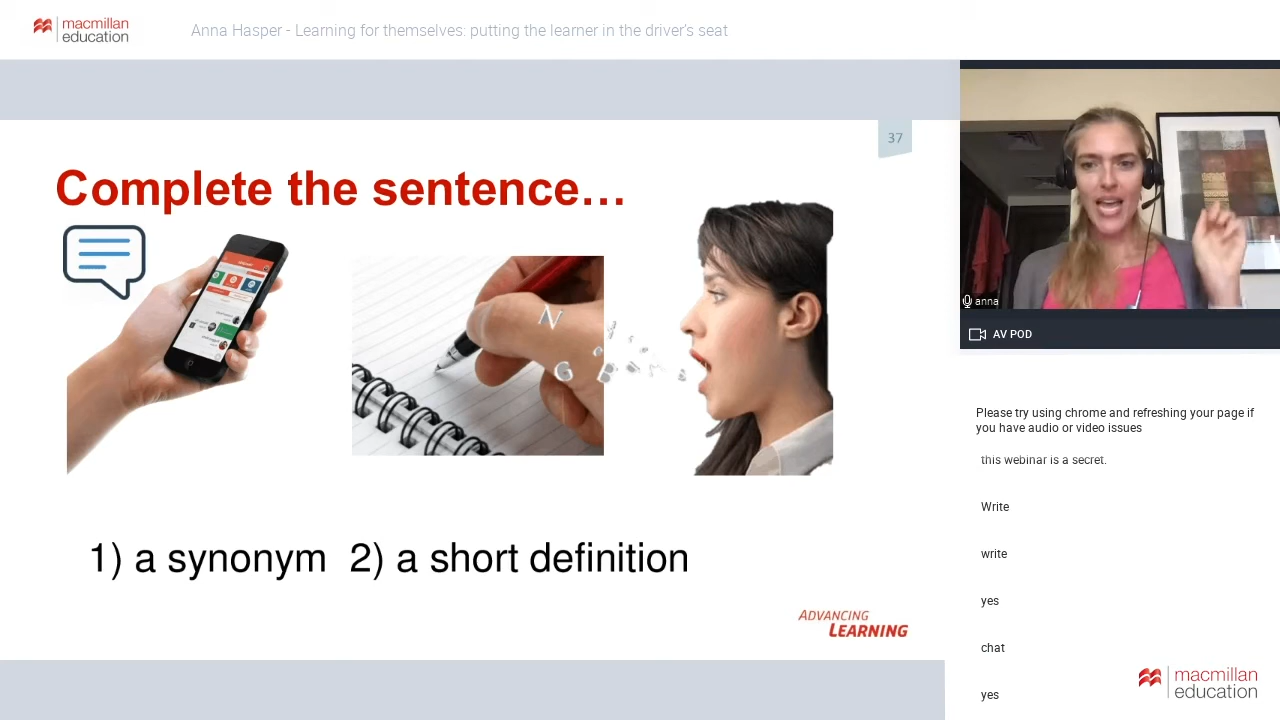 macmillan
education
Anna Hasper - Learning for themselves: putting the learner in the driver's seat
37
Complete the sentence...
N
G
B
1) a synonym 2) a short definition
ADVANCING
LEARNING
anna
AV POD
Please try using chrome and refreshing your page if
you have audio or video issues
this webinar is a secret.
Write
write
yes
chat
yes
macmillan
education